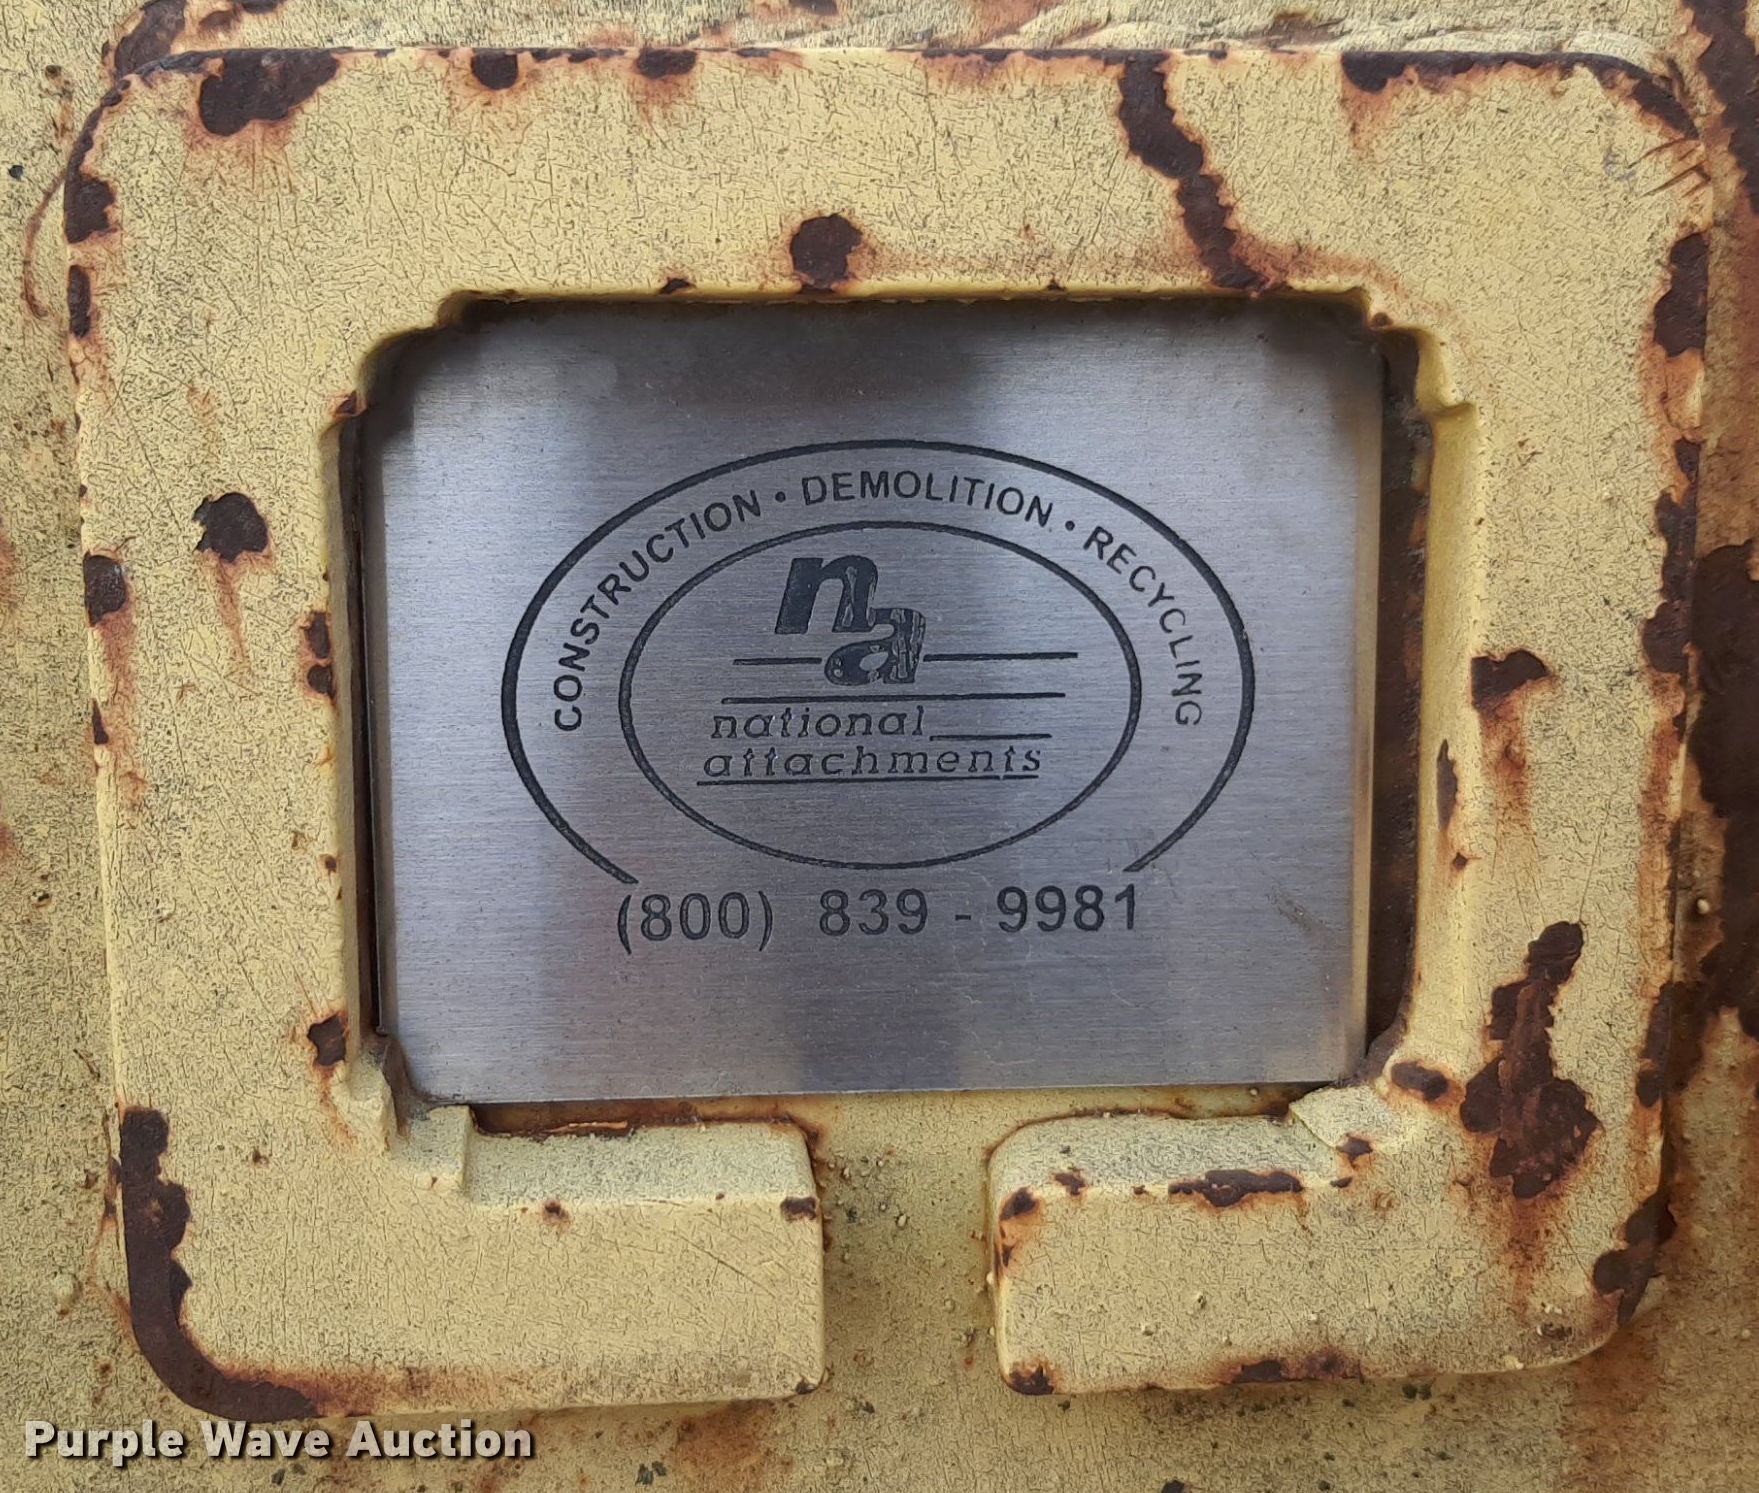 CONSTRUCTION · DEMOLITION · RECYCLING
na
national
attachments
(800) 839 - 9981
Purple Wave Auction